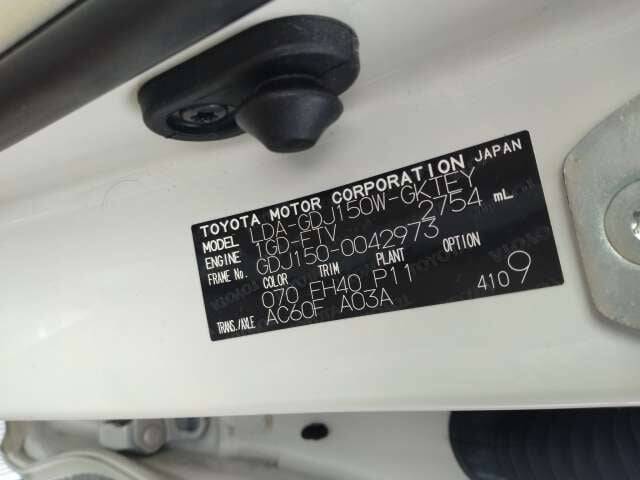 TOYOTA MOTOR CORPORATION JAPAN
MODEL LDA-GDJ150W-GKTEY
ENGINE 1GD-FTV 2754 mL
FRAME No. GDJ150-0042973
COLOR TRIM PLANT OPTION
070 EH40 P11 4109
TRANS./AXLE AC60F A03A